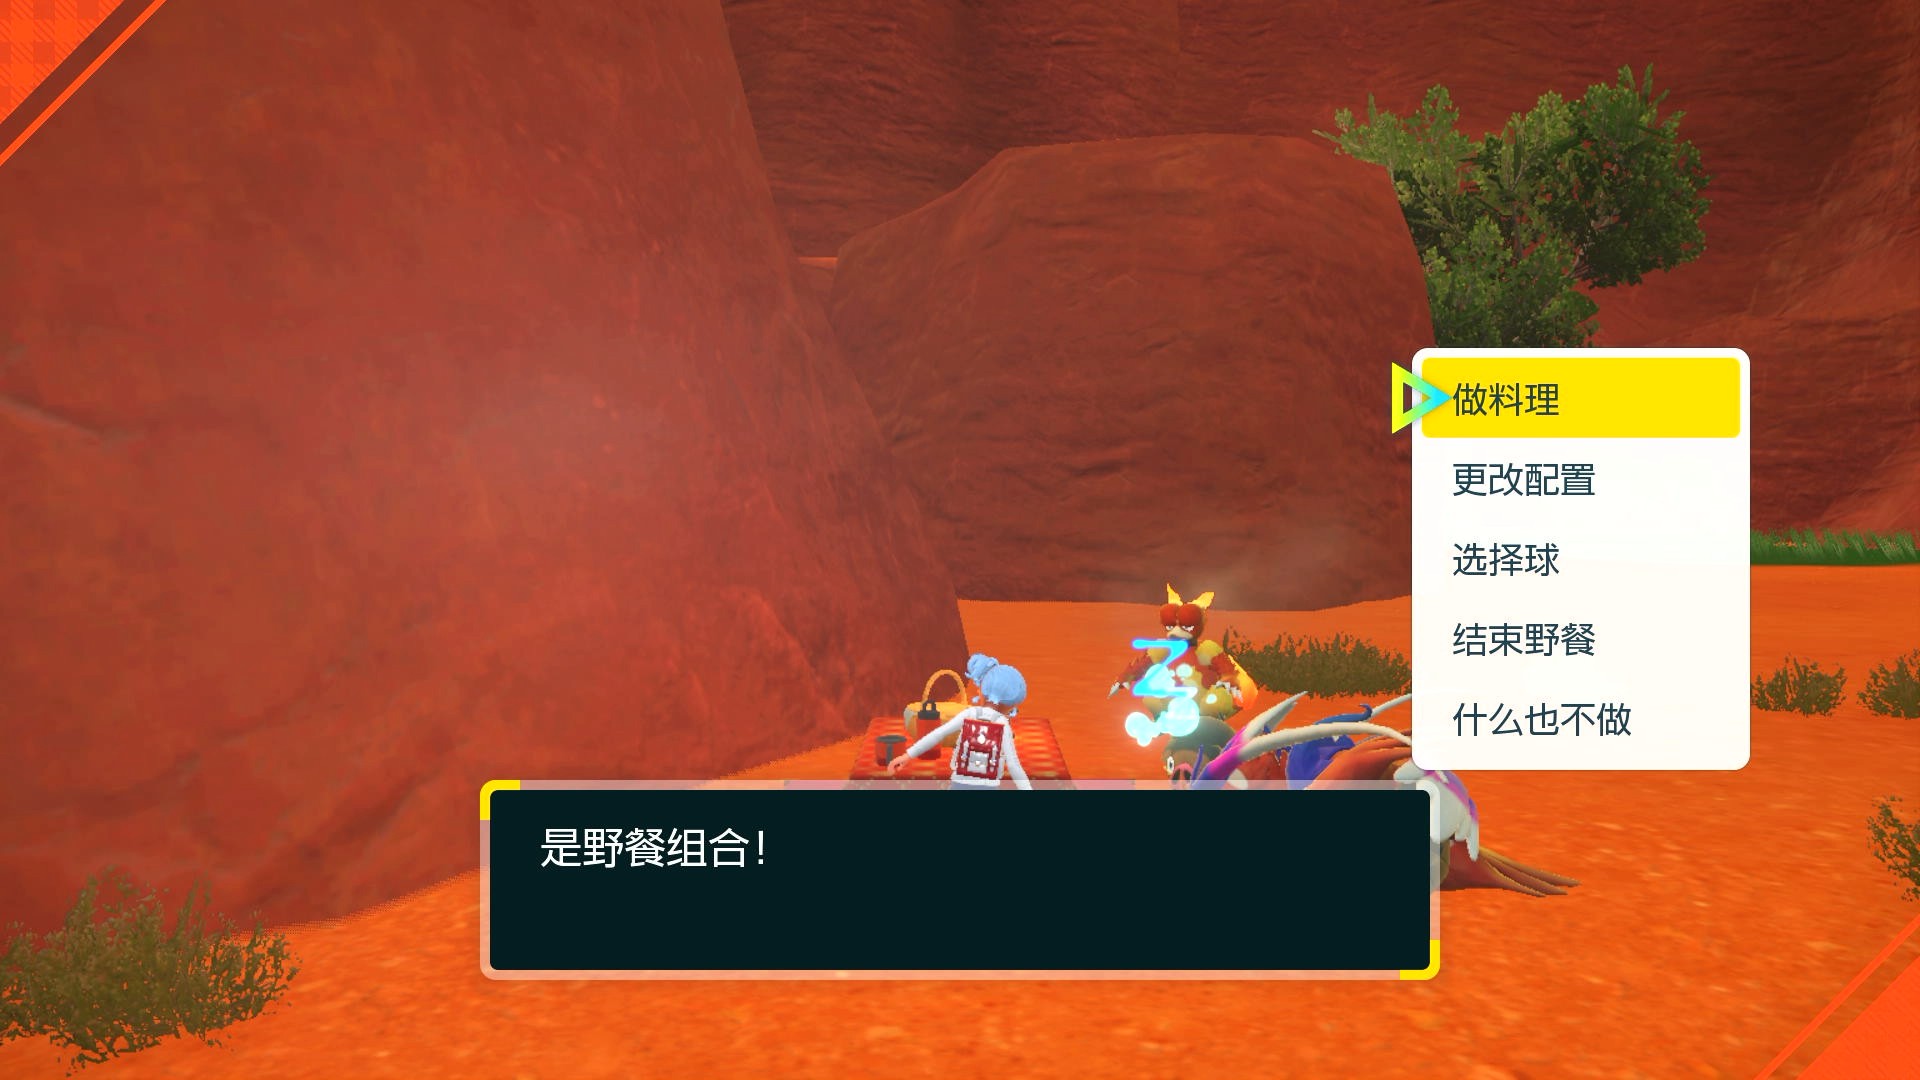 做料理
更改配置
选择球
结束野餐
什么也不做
是野餐组合！